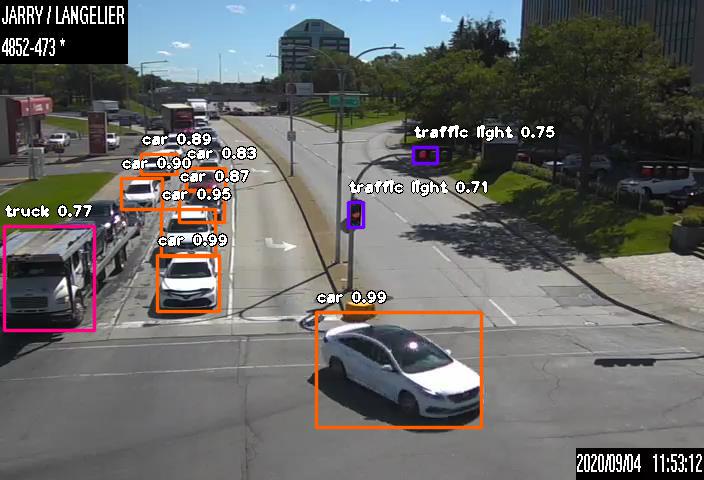 JARRY / LANGELIER
4852-473 *
traffic light 0.75
car 0.89
car 0.83
car 0.90
car 0.87
traffic light 0.71
car 0.95
truck 0.77
car 0.99
car 0.99
2020/09/04 11:53:12